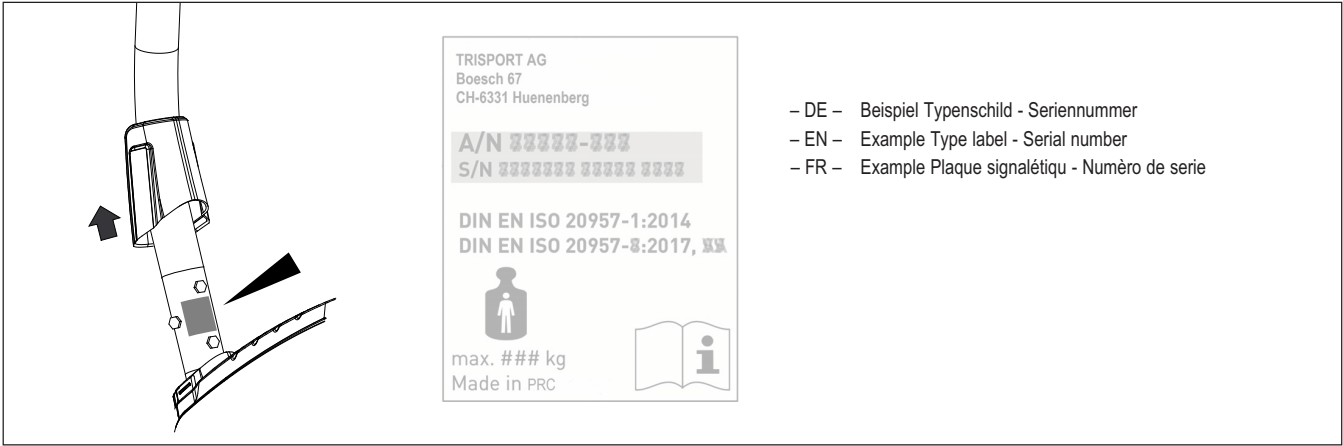 TRISPORT AG
Boesch 67
CH-6331 Huenenberg
A/N
S/N
DIN EN ISO 20957-1:2014
DIN EN ISO 20957-:2017,
max. ### kg
Made in PRC
– DE – Beispiel Typenschild - Seriennummer
– EN – Example Type label - Serial number
– FR – Example Plaque signalétiqu - Numèro de serie